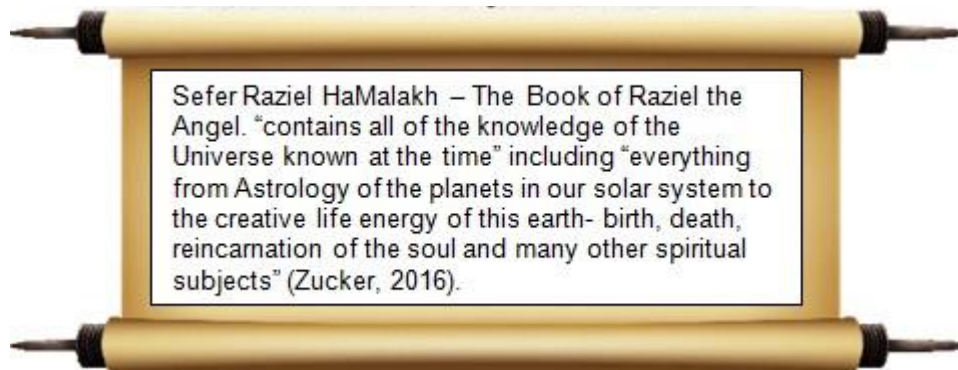 Sefer Raziel HaMalakh – The Book of Raziel the
Angel. “contains all of the knowledge of the
Universe known at the time” including “everything
from Astrology of the planets in our solar system to
the creative life energy of this earth- birth, death,
reincarnation of the soul and many other spiritual
subjects” (Zucker, 2016).